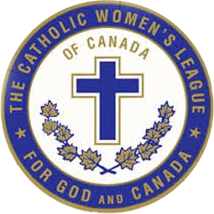 THE CATHOLIC WOMEN'S LEAGUE
OF CANADA
FOR GOD AND CANADA